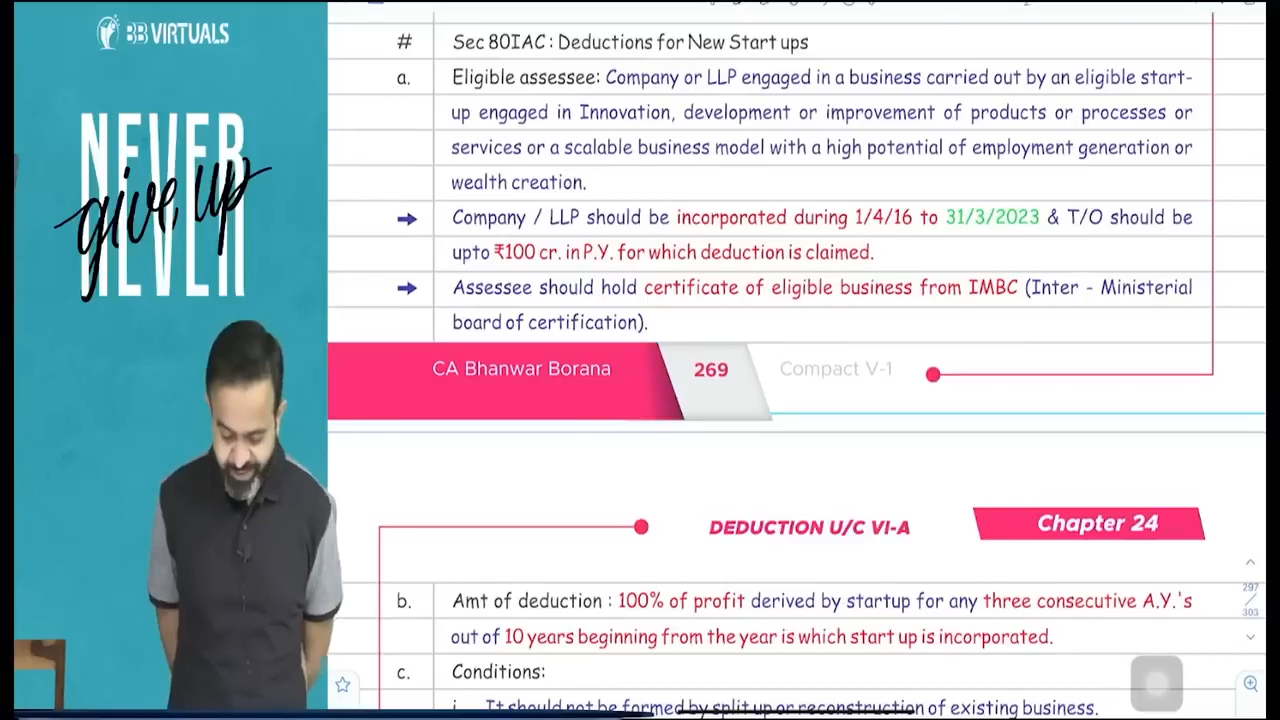 BB VIRTUALS
NEVER
give up
NEVER
# Sec 80IAC : Deductions for New Start ups
a. Eligible assessee: Company or LLP engaged in a business carried out by an eligible start-
up engaged in Innovation, development or improvement of products or processes or
services or a scalable business model with a high potential of employment generation or
wealth creation.
→ Company / LLP should be incorporated during 1/4/16 to 31/3/2023 & T/O should be
upto ₹100 cr. in P.Y. for which deduction is claimed.
→ Assessee should hold certificate of eligible business from IMBC (Inter - Ministerial
board of certification).
CA Bhanwar Borana 269 Compact V-1
DEDUCTION U/C VI-A Chapter 24
b. Amt of deduction : 100% of profit derived by startup for any three consecutive A.Y.'s
out of 10 years beginning from the year is which start up is incorporated.
c. Conditions:
i. It should not be formed by split up or reconstruction of existing business.
297
303